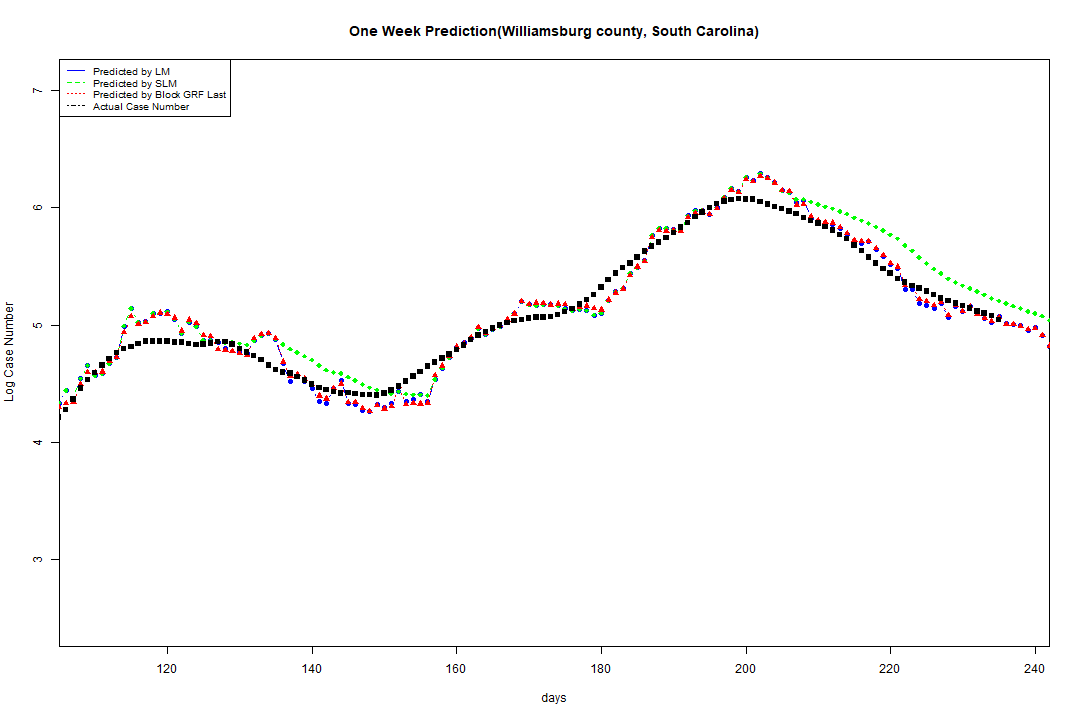 One Week Prediction(Williamsburg county, South Carolina)
Predicted by LM
Predicted by SLM
Predicted by Block GRF Last
Actual Case Number
7
6
5
4
3
Log Case Number
120 140 160 180 200 220 240
days